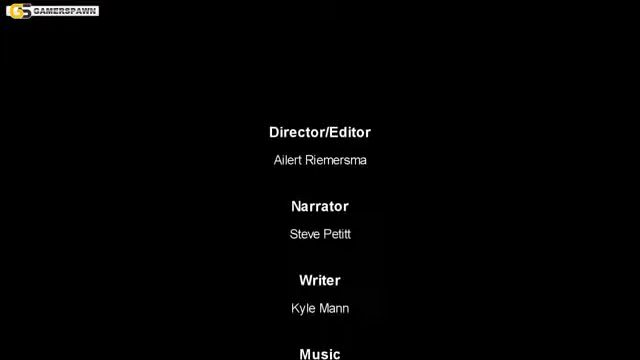 GAMERSPAWN
Director/Editor
Ailert Riemersma
Narrator
Steve Petitt
Writer
Kyle Mann
Music